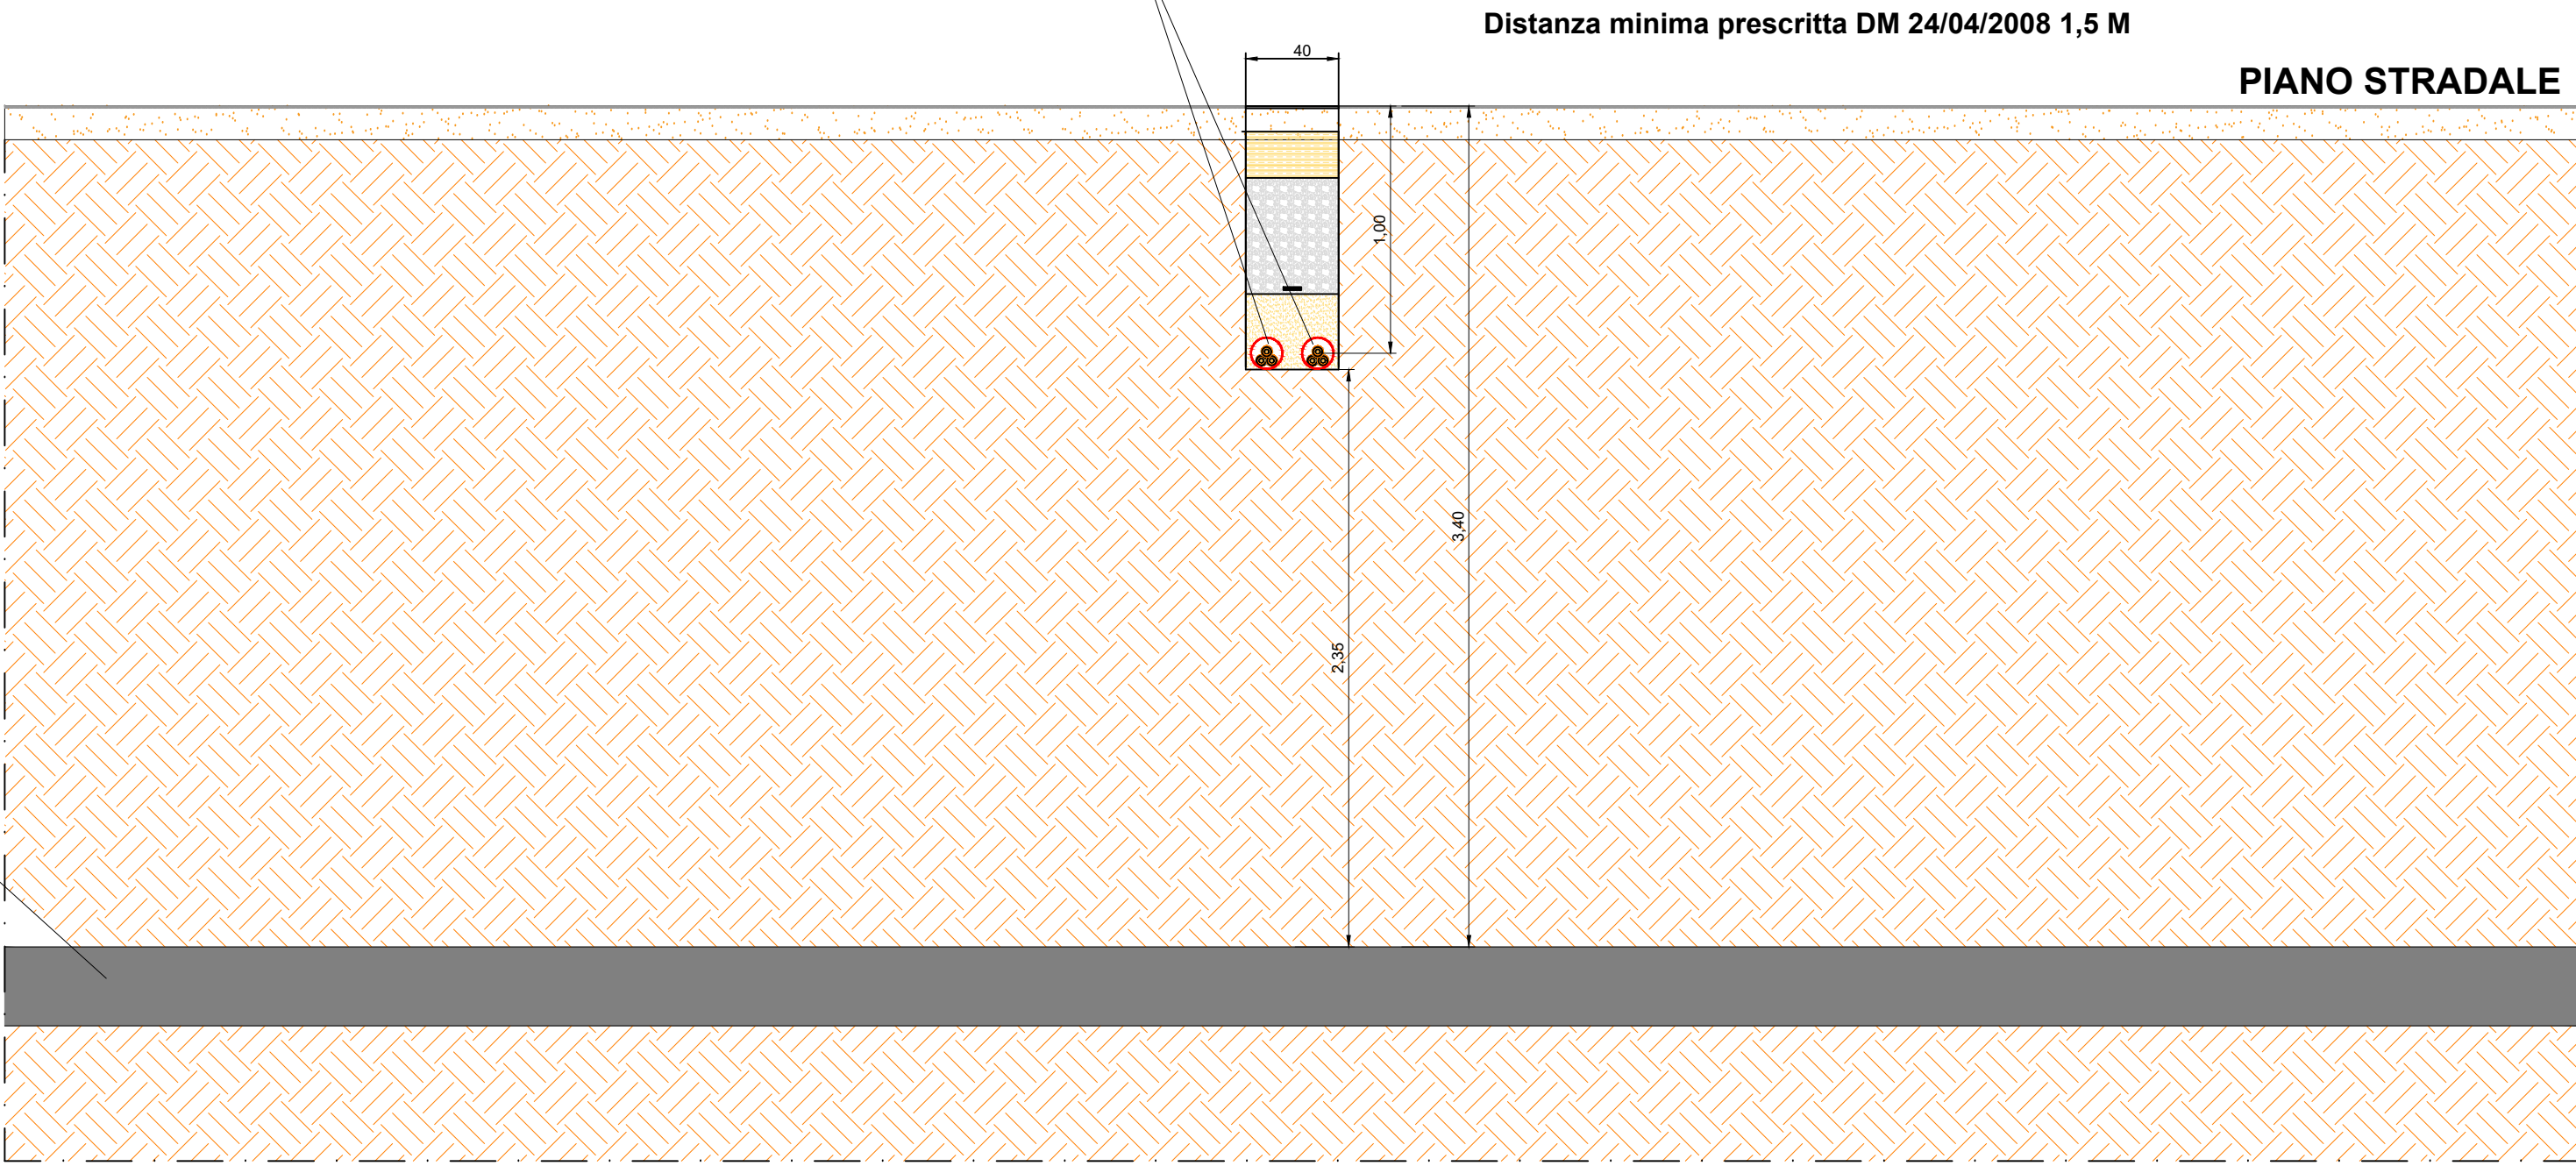 Distanza minima prescritta DM 24/04/2008 1,5 M
40
PIANO STRADALE
1,00
3,40
2,35